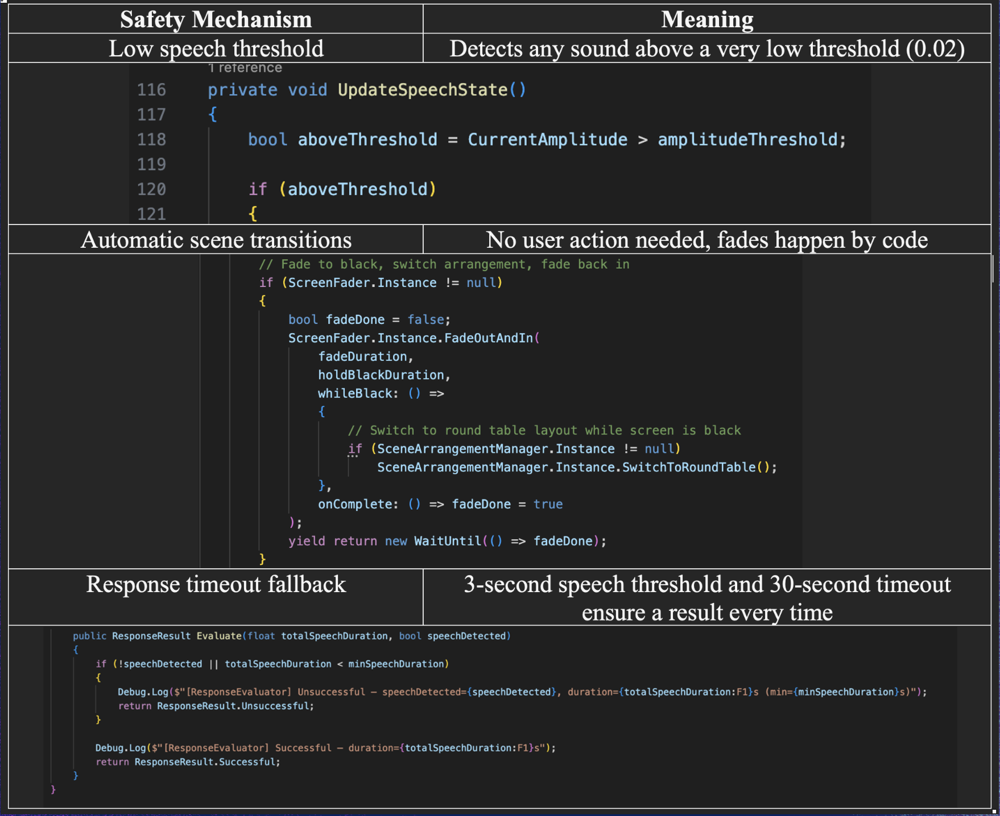 Safety Mechanism
Meaning
Low speech threshold
Detects any sound above a very low threshold (0.02)
1 reference
116 private void UpdateSpeechState()
117 {
118 bool aboveThreshold = CurrentAmplitude > amplitudeThreshold;
119
120 if (aboveThreshold)
121 {
Automatic scene transitions
No user action needed, fades happen by code
// Fade to black, switch arrangement, fade back in
if (ScreenFader.Instance != null)
{
bool fadeDone = false;
ScreenFader.Instance.FadeOutAndIn(
fadeDuration,
holdBlackDuration,
whileBlack: () =>
{
// Switch to round table layout while screen is black
if (SceneArrangementManager.Instance != null)
SceneArrangementManager.Instance.SwitchToRoundTable();
},
onComplete: () => fadeDone = true
);
yield return new WaitUntil(() => fadeDone);
}
Response timeout fallback
3-second speech threshold and 30-second timeout
ensure a result every time
public ResponseResult Evaluate(float totalSpeechDuration, bool speechDetected)
{
if (!speechDetected || totalSpeechDuration < minSpeechDuration)
{
Debug.Log($"[ResponseEvaluator] Unsuccessful — speechDetected={speechDetected}, duration={totalSpeechDuration:F1}s (min={minSpeechDuration}s)");
return ResponseResult.Unsuccessful;
}
Debug.Log($"[ResponseEvaluator] Successful — duration={totalSpeechDuration:F1}s");
return ResponseResult.Successful;
}
}